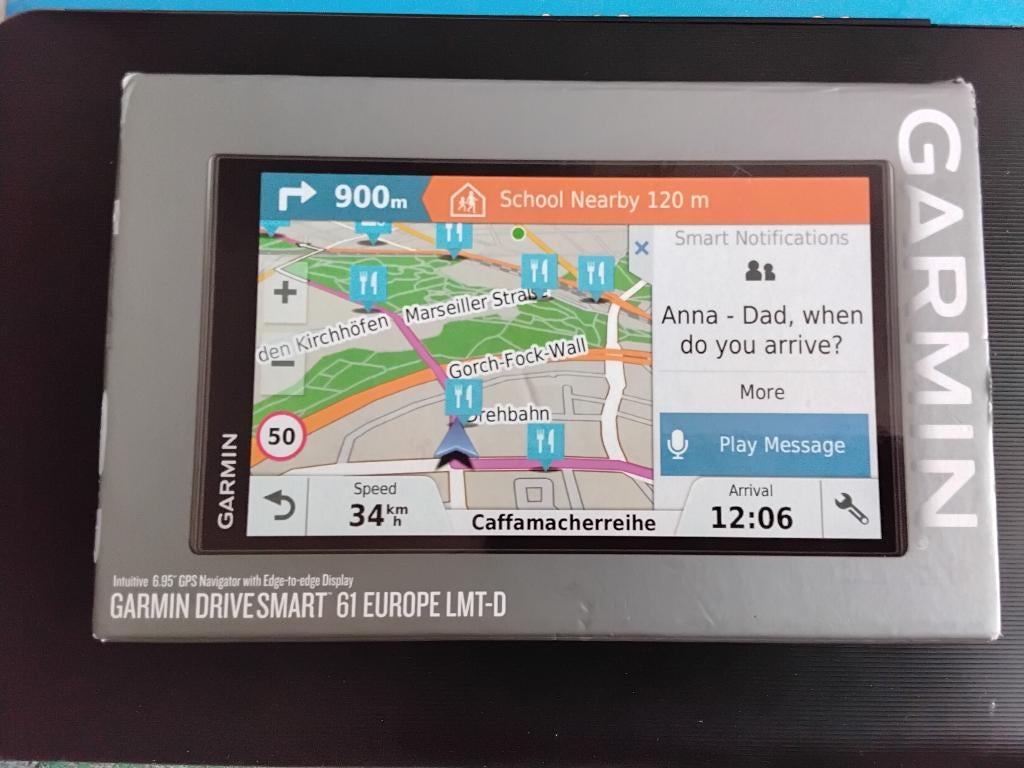 900m
School Nearby 120 m
Smart Notifications
Anna - Dad, when
do you arrive?
More
Play Message
Marseiller Straße
den Kirchhöfen
Gorch-Fock-Wall
Drehbahn
50
Speed
34 km/h
Caffamacherreihe
Arrival
12:06
GARMIN
GARMIN
Intuitive 6.95" GPS Navigator with Edge-to-edge Display
GARMIN DRIVESMART™ 61 EUROPE LMT-D